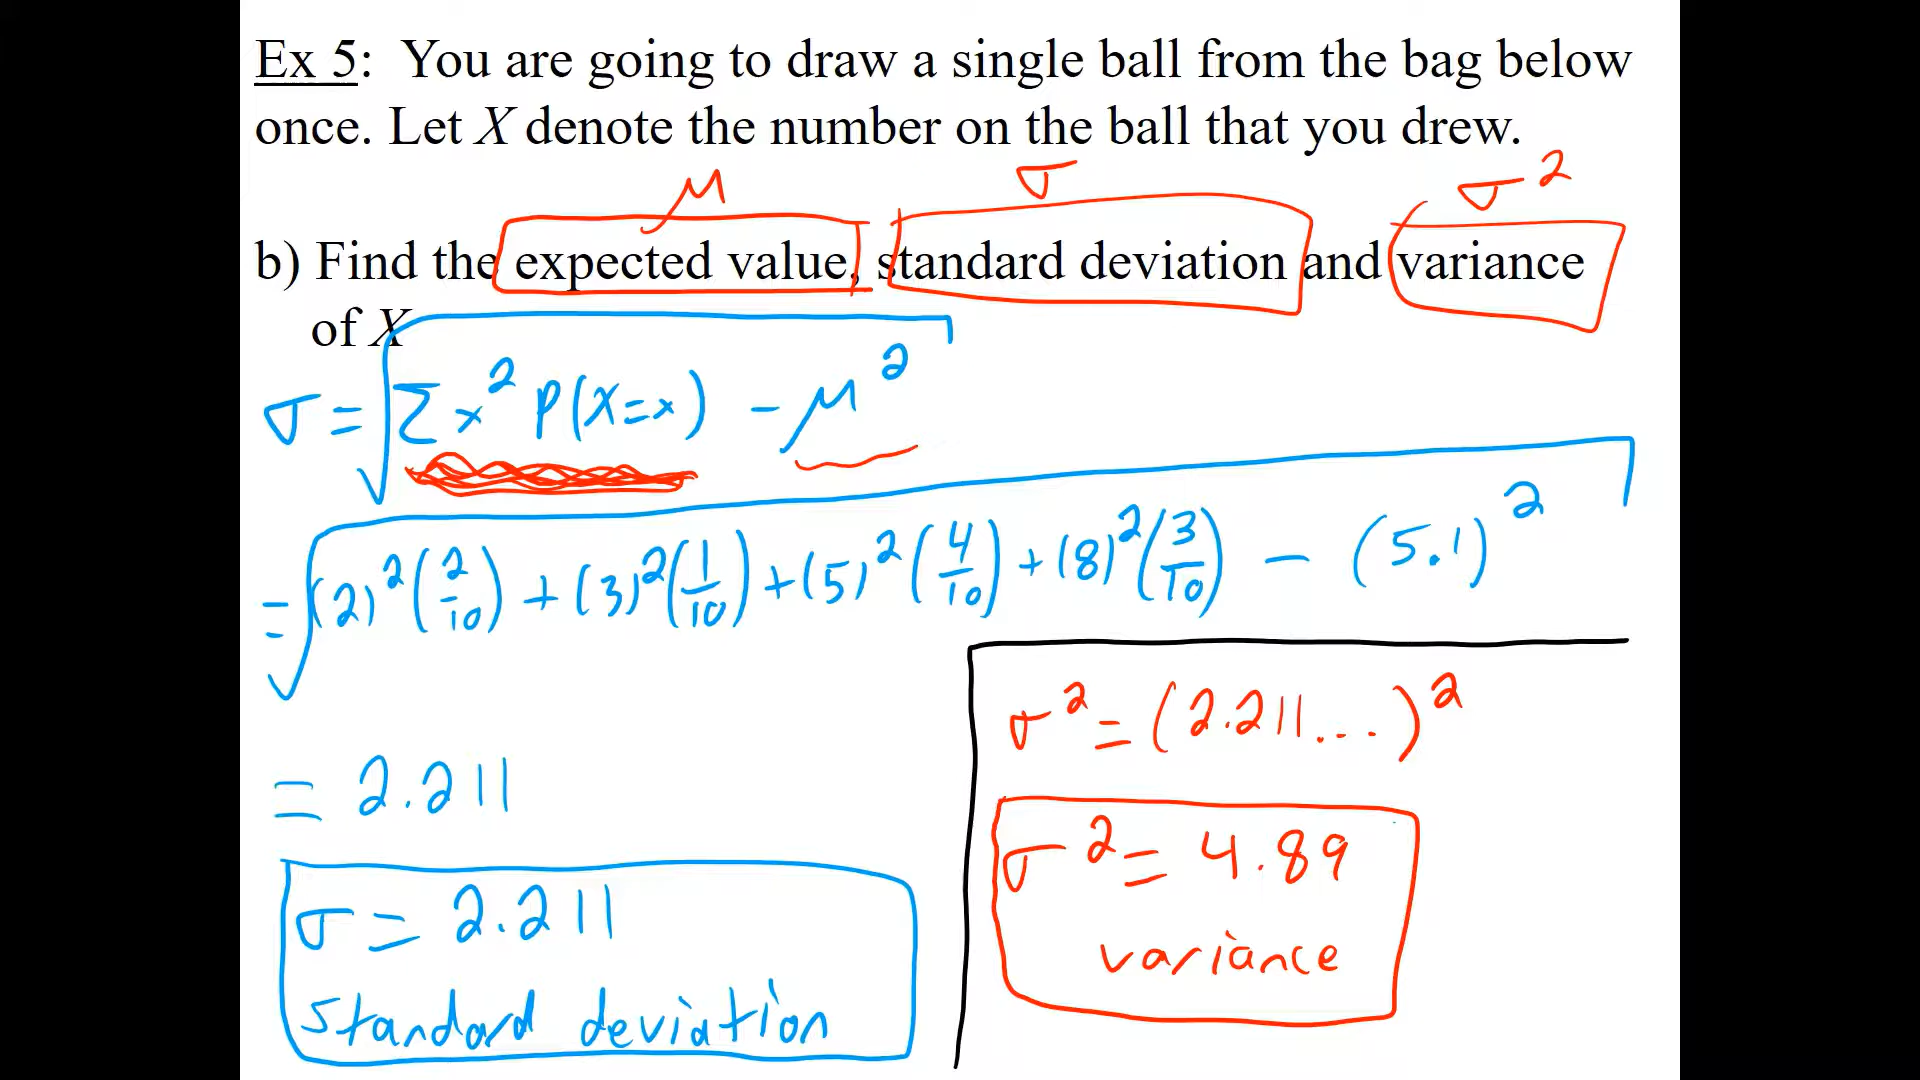 Ex 5: You are going to draw a single ball from the bag below
once. Let X denote the number on the ball that you drew.
μ σ σ²
b) Find the expected value, standard deviation and variance
of X
σ = √(Σ x² P(X=x) - μ²)
= √((2)²(2/10) + (3)²(1/10) + (5)²(4/10) + (8)²(3/10) - (5.1)²)
= 2.211
σ = 2.211
standard deviation
σ² = (2.211...)²
σ² = 4.89
variance